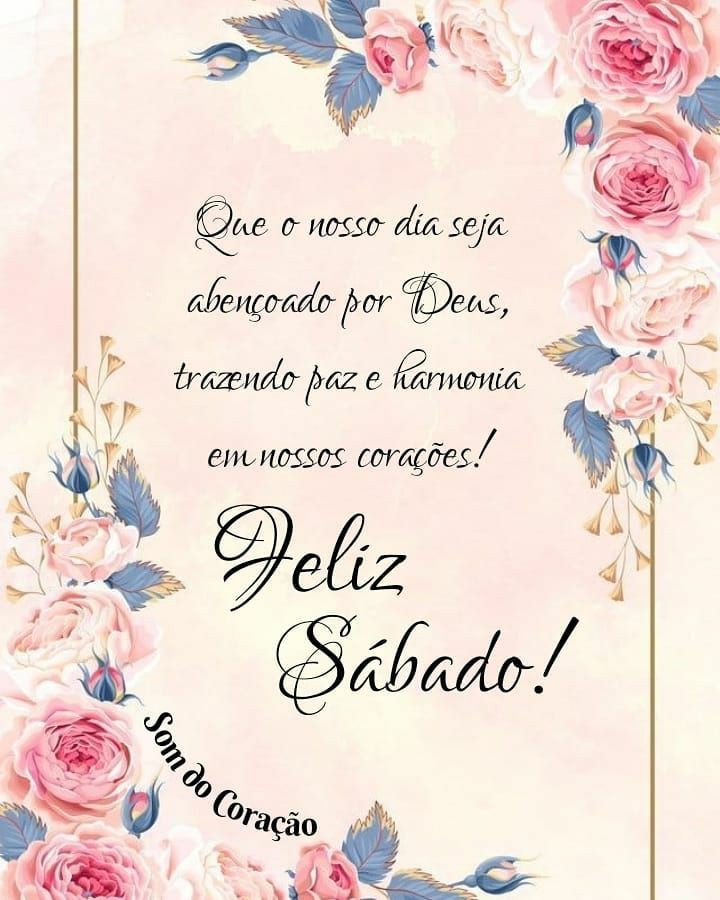 Que o nosso dia seja
abençoado por Deus,
trazendo paz e harmonia
em nossos corações!
Feliz
Sábado!
Som do Coração